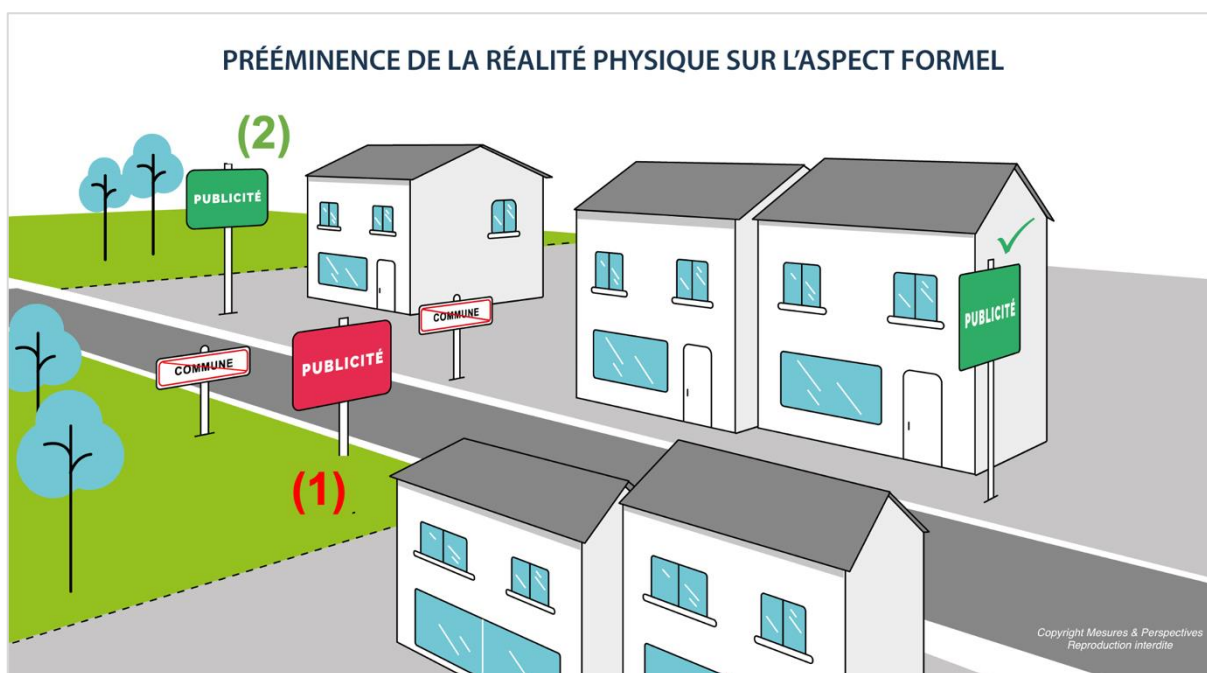 PRÉÉMINENCE DE LA RÉALITÉ PHYSIQUE SUR L'ASPECT FORMEL
(2)
PUBLICITÉ
COMMUNE
PUBLICITÉ
COMMUNE
PUBLICITÉ
(1)
Copyright Mesures & Perspectives
Reproduction interdite